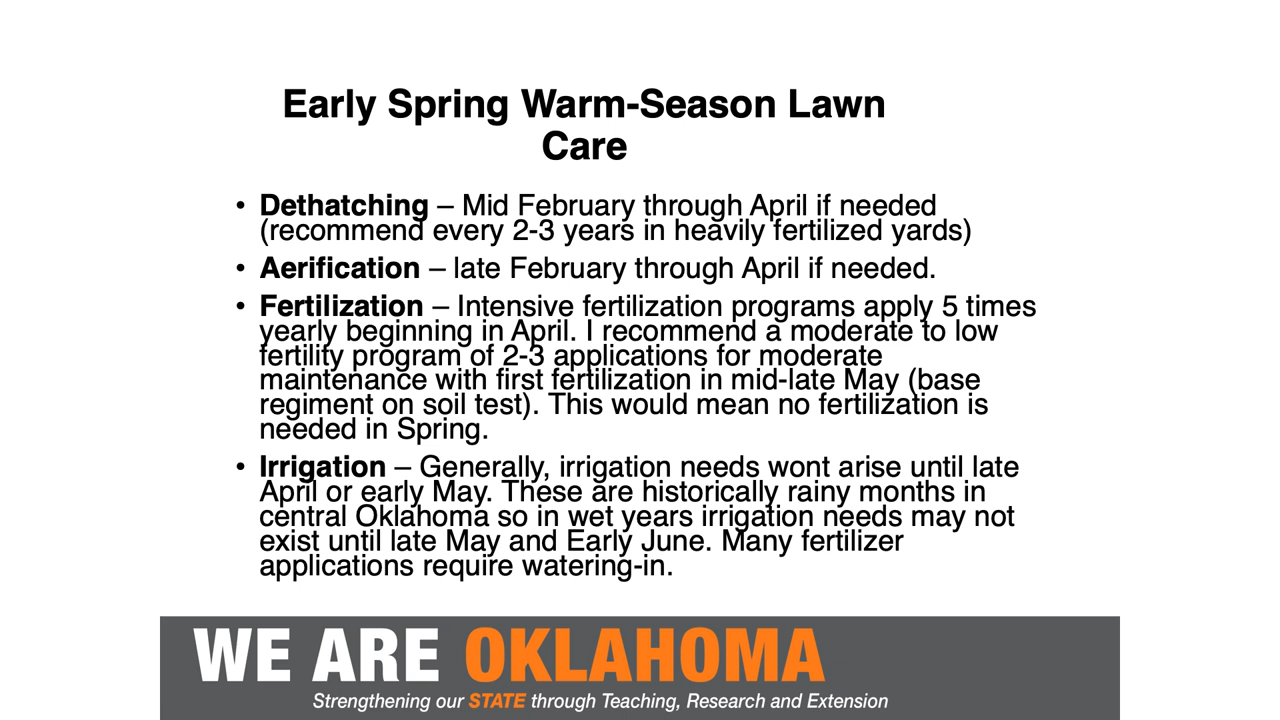 Early Spring Warm-Season Lawn
Care
• Dethatching – Mid February through April if needed
(recommend every 2-3 years in heavily fertilized yards)
• Aerification – late February through April if needed.
• Fertilization – Intensive fertilization programs apply 5 times
yearly beginning in April. I recommend a moderate to low
fertility program of 2-3 applications for moderate
maintenance with first fertilization in mid-late May (base
regiment on soil test). This would mean no fertilization is
needed in Spring.
• Irrigation – Generally, irrigation needs wont arise until late
April or early May. These are historically rainy months in
central Oklahoma so in wet years irrigation needs may not
exist until late May and Early June. Many fertilizer
applications require watering-in.
WE ARE OKLAHOMA
Strengthening our STATE through Teaching, Research and Extension